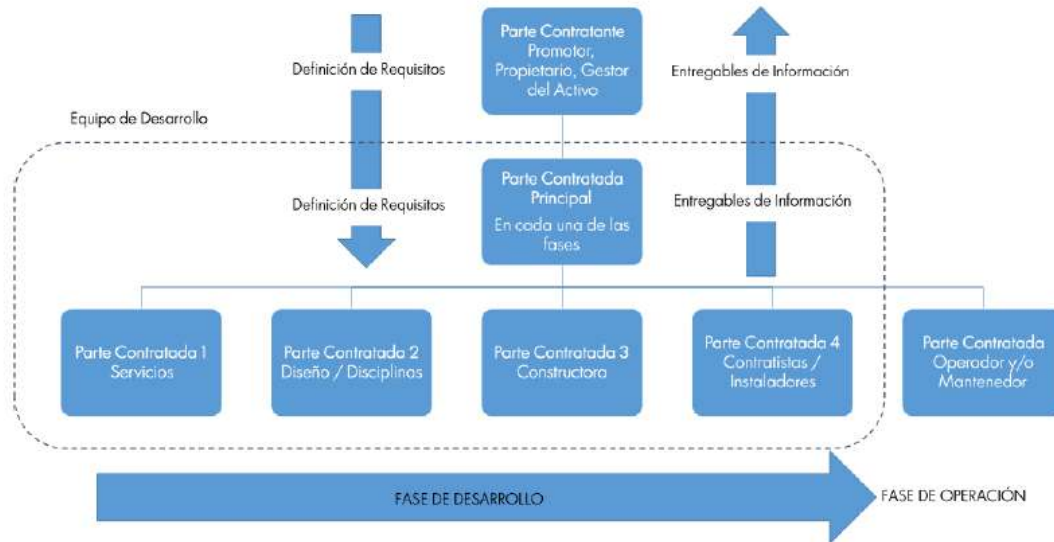 Parte Contratante
Promotor,
Propietario, Gestor
del Activo
Definición de Requisitos
Entregables de Información
Equipo de Desarrollo
Parte Contratada
Principal
En cada una de las
fases
Definición de Requisitos
Entregables de Información
Parte Contratada 1
Servicios
Parte Contratada 2
Diseño / Disciplinas
Parte Contratada 3
Constructora
Parte Contratada 4
Contratistas /
Instaladores
Parte Contratada
Operador y/o
Mantenedor
FASE DE DESARROLLO
FASE DE OPERACIÓN